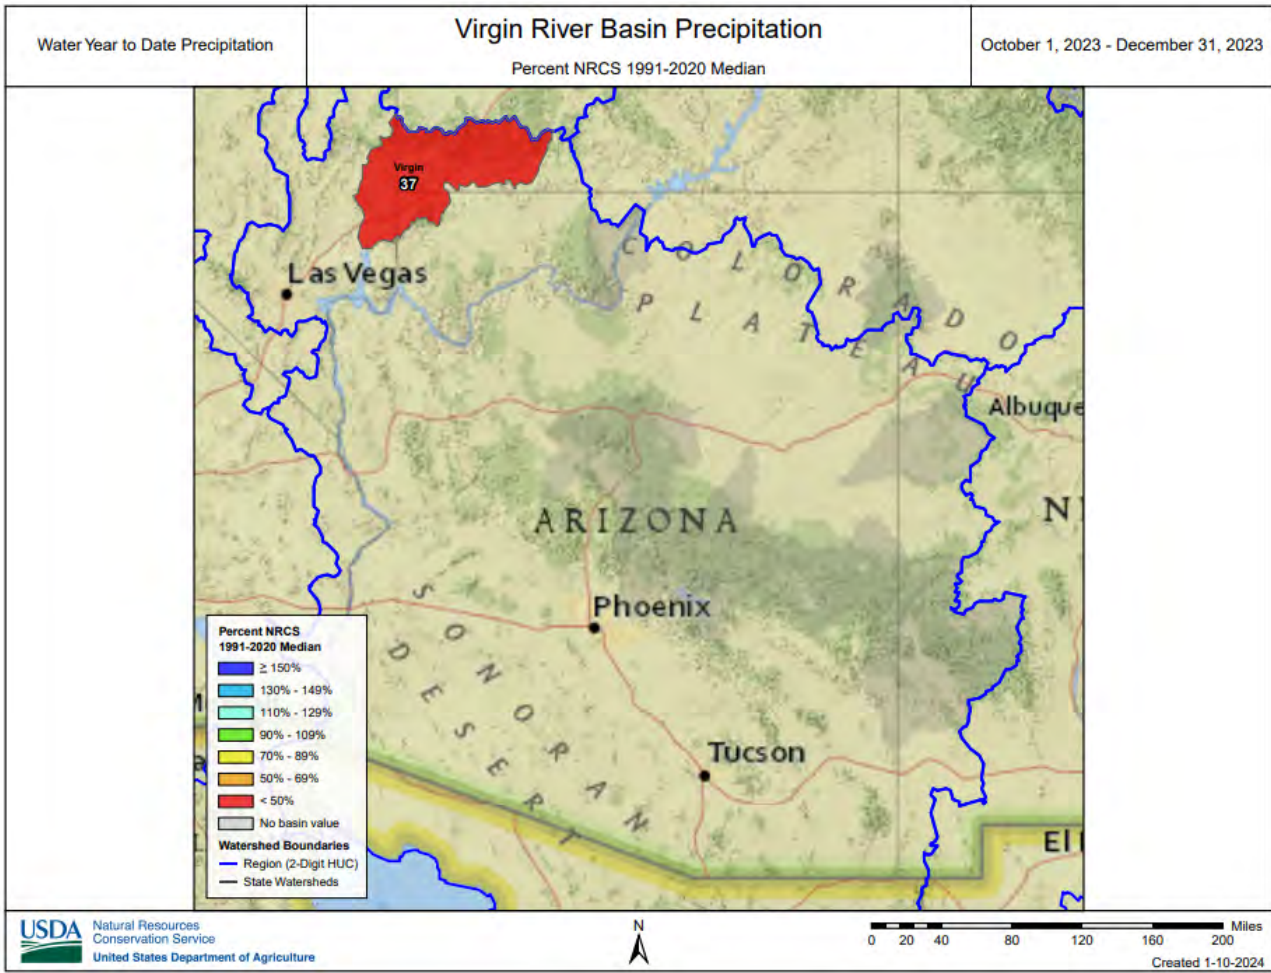 Water Year to Date Precipitation
Virgin River Basin Precipitation
Percent NRCS 1991-2020 Median
October 1, 2023 - December 31, 2023
Virgin
37
Las Vegas
COLORADO
PLATEAU
Albuque
ARIZONA
Phoenix
SONORAN
DESERT
Tucson
El
Percent NRCS
1991-2020 Median
≥ 150%
130% - 149%
110% - 129%
90% - 109%
70% - 89%
50% - 69%
< 50%
No basin value
Watershed Boundaries
Region (2-Digit HUC)
State Watersheds
USDA
Natural Resources
Conservation Service
United States Department of Agriculture
N
0 20 40 80 120 160 200 Miles
Created 1-10-2024